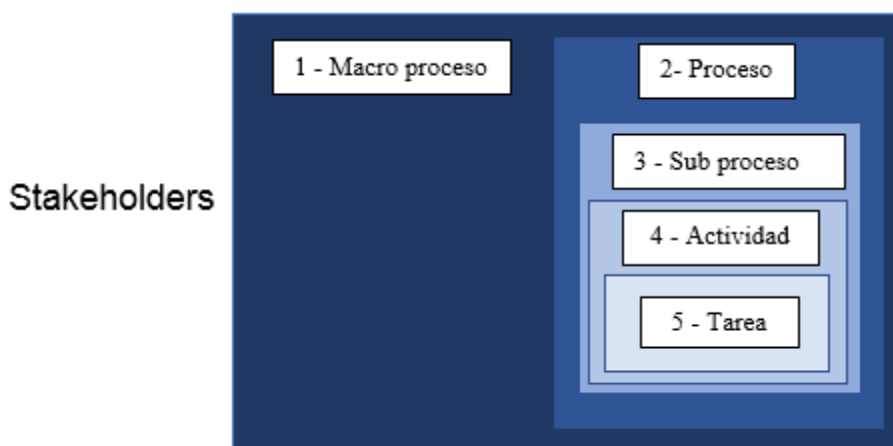 1 - Macro proceso
2- Proceso
3 - Sub proceso
Stakeholders
4 - Actividad
5 - Tarea